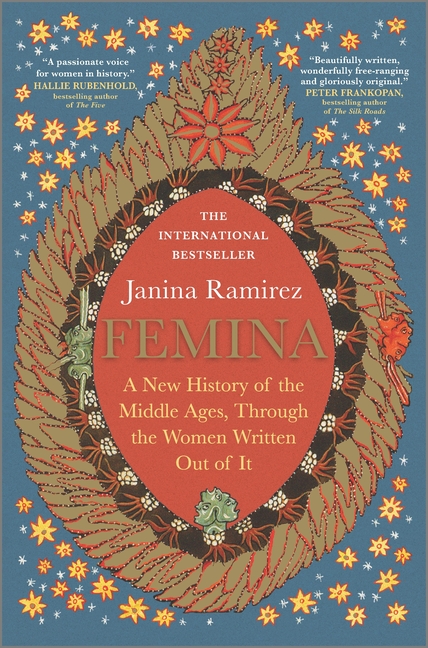 "A passionate voice
for women in history."
HALLIE RUBENHOLD,
bestselling author
of The Five
"Beautifully written,
wonderfully free-ranging
and gloriously original."
PETER FRANKOPAN,
bestselling author of
The Silk Roads
THE
INTERNATIONAL
BESTSELLER
Janina Ramirez
FEMINA
A New History of the
Middle Ages, Through
the Women Written
Out of It